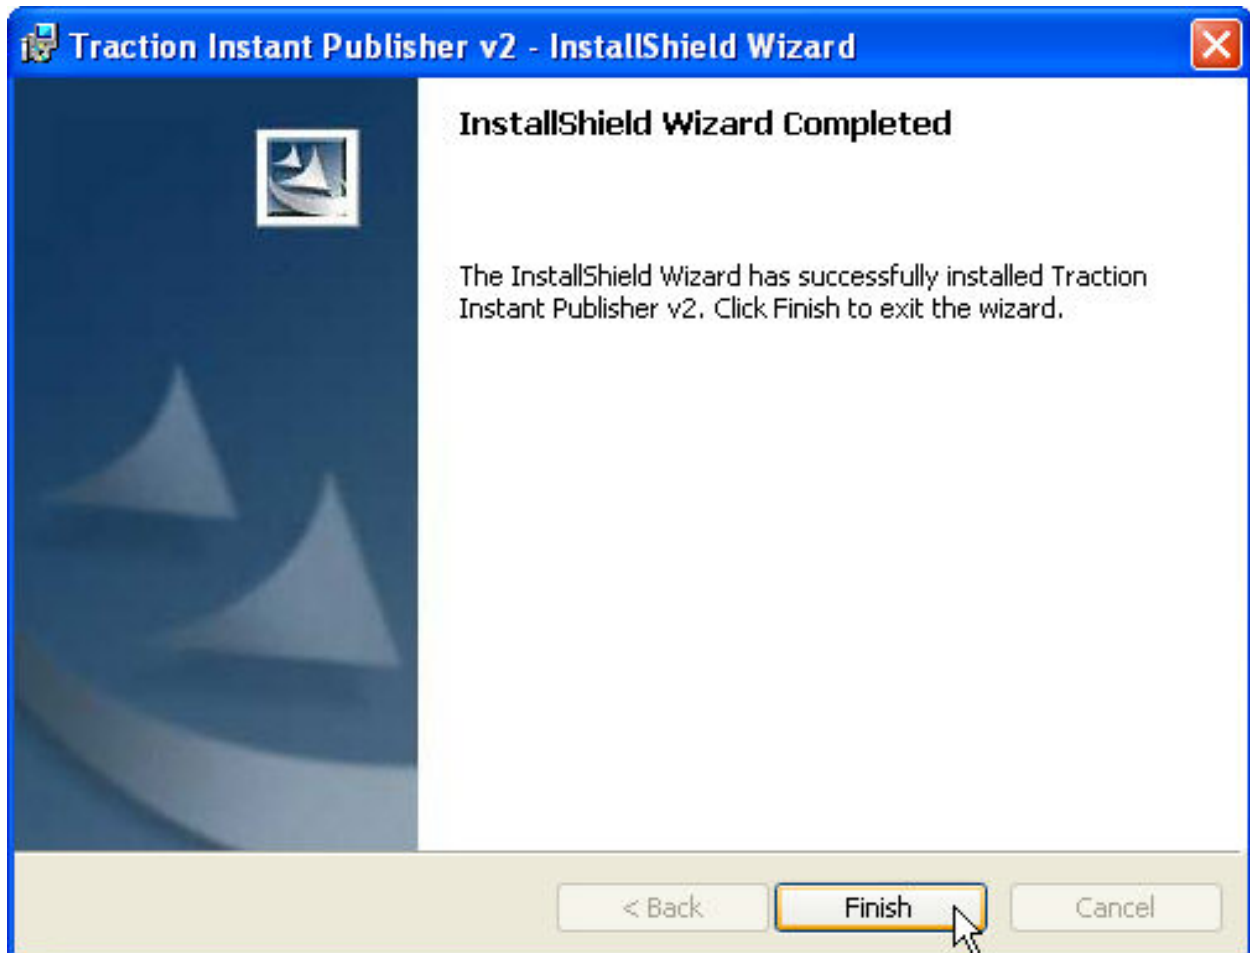 Traction Instant Publisher v2 - InstallShield Wizard
InstallShield Wizard Completed
The InstallShield Wizard has successfully installed Traction
Instant Publisher v2. Click Finish to exit the wizard.
< Back Finish Cancel